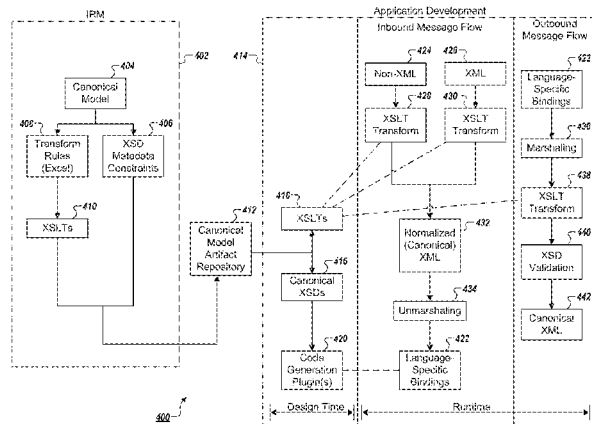 IRM
Application Development
Inbound Message Flow
Outbound
Message Flow
402
414
404
Canonical
Model
408
Transform
Rules
(Excel)
406
XSD
Metadata
Constraints
410
XSLTs
412
Canonical
Model
Artifact
Repository
424
Non-XML
426
XML
428
XSLT
Transform
430
XSLT
Transform
XSLTs
Canonical
XSDs
420
Code
Generation
Plugin(s)
432
Normalized
(Canonical)
XML
434
Unmarshaling
422
Language-
Specific
Bindings
422
Language-
Specific
Bindings
436
Marshaling
438
XSLT
Transform
440
XSD
Validation
442
Canonical
XML
400
Design Time
Runtime